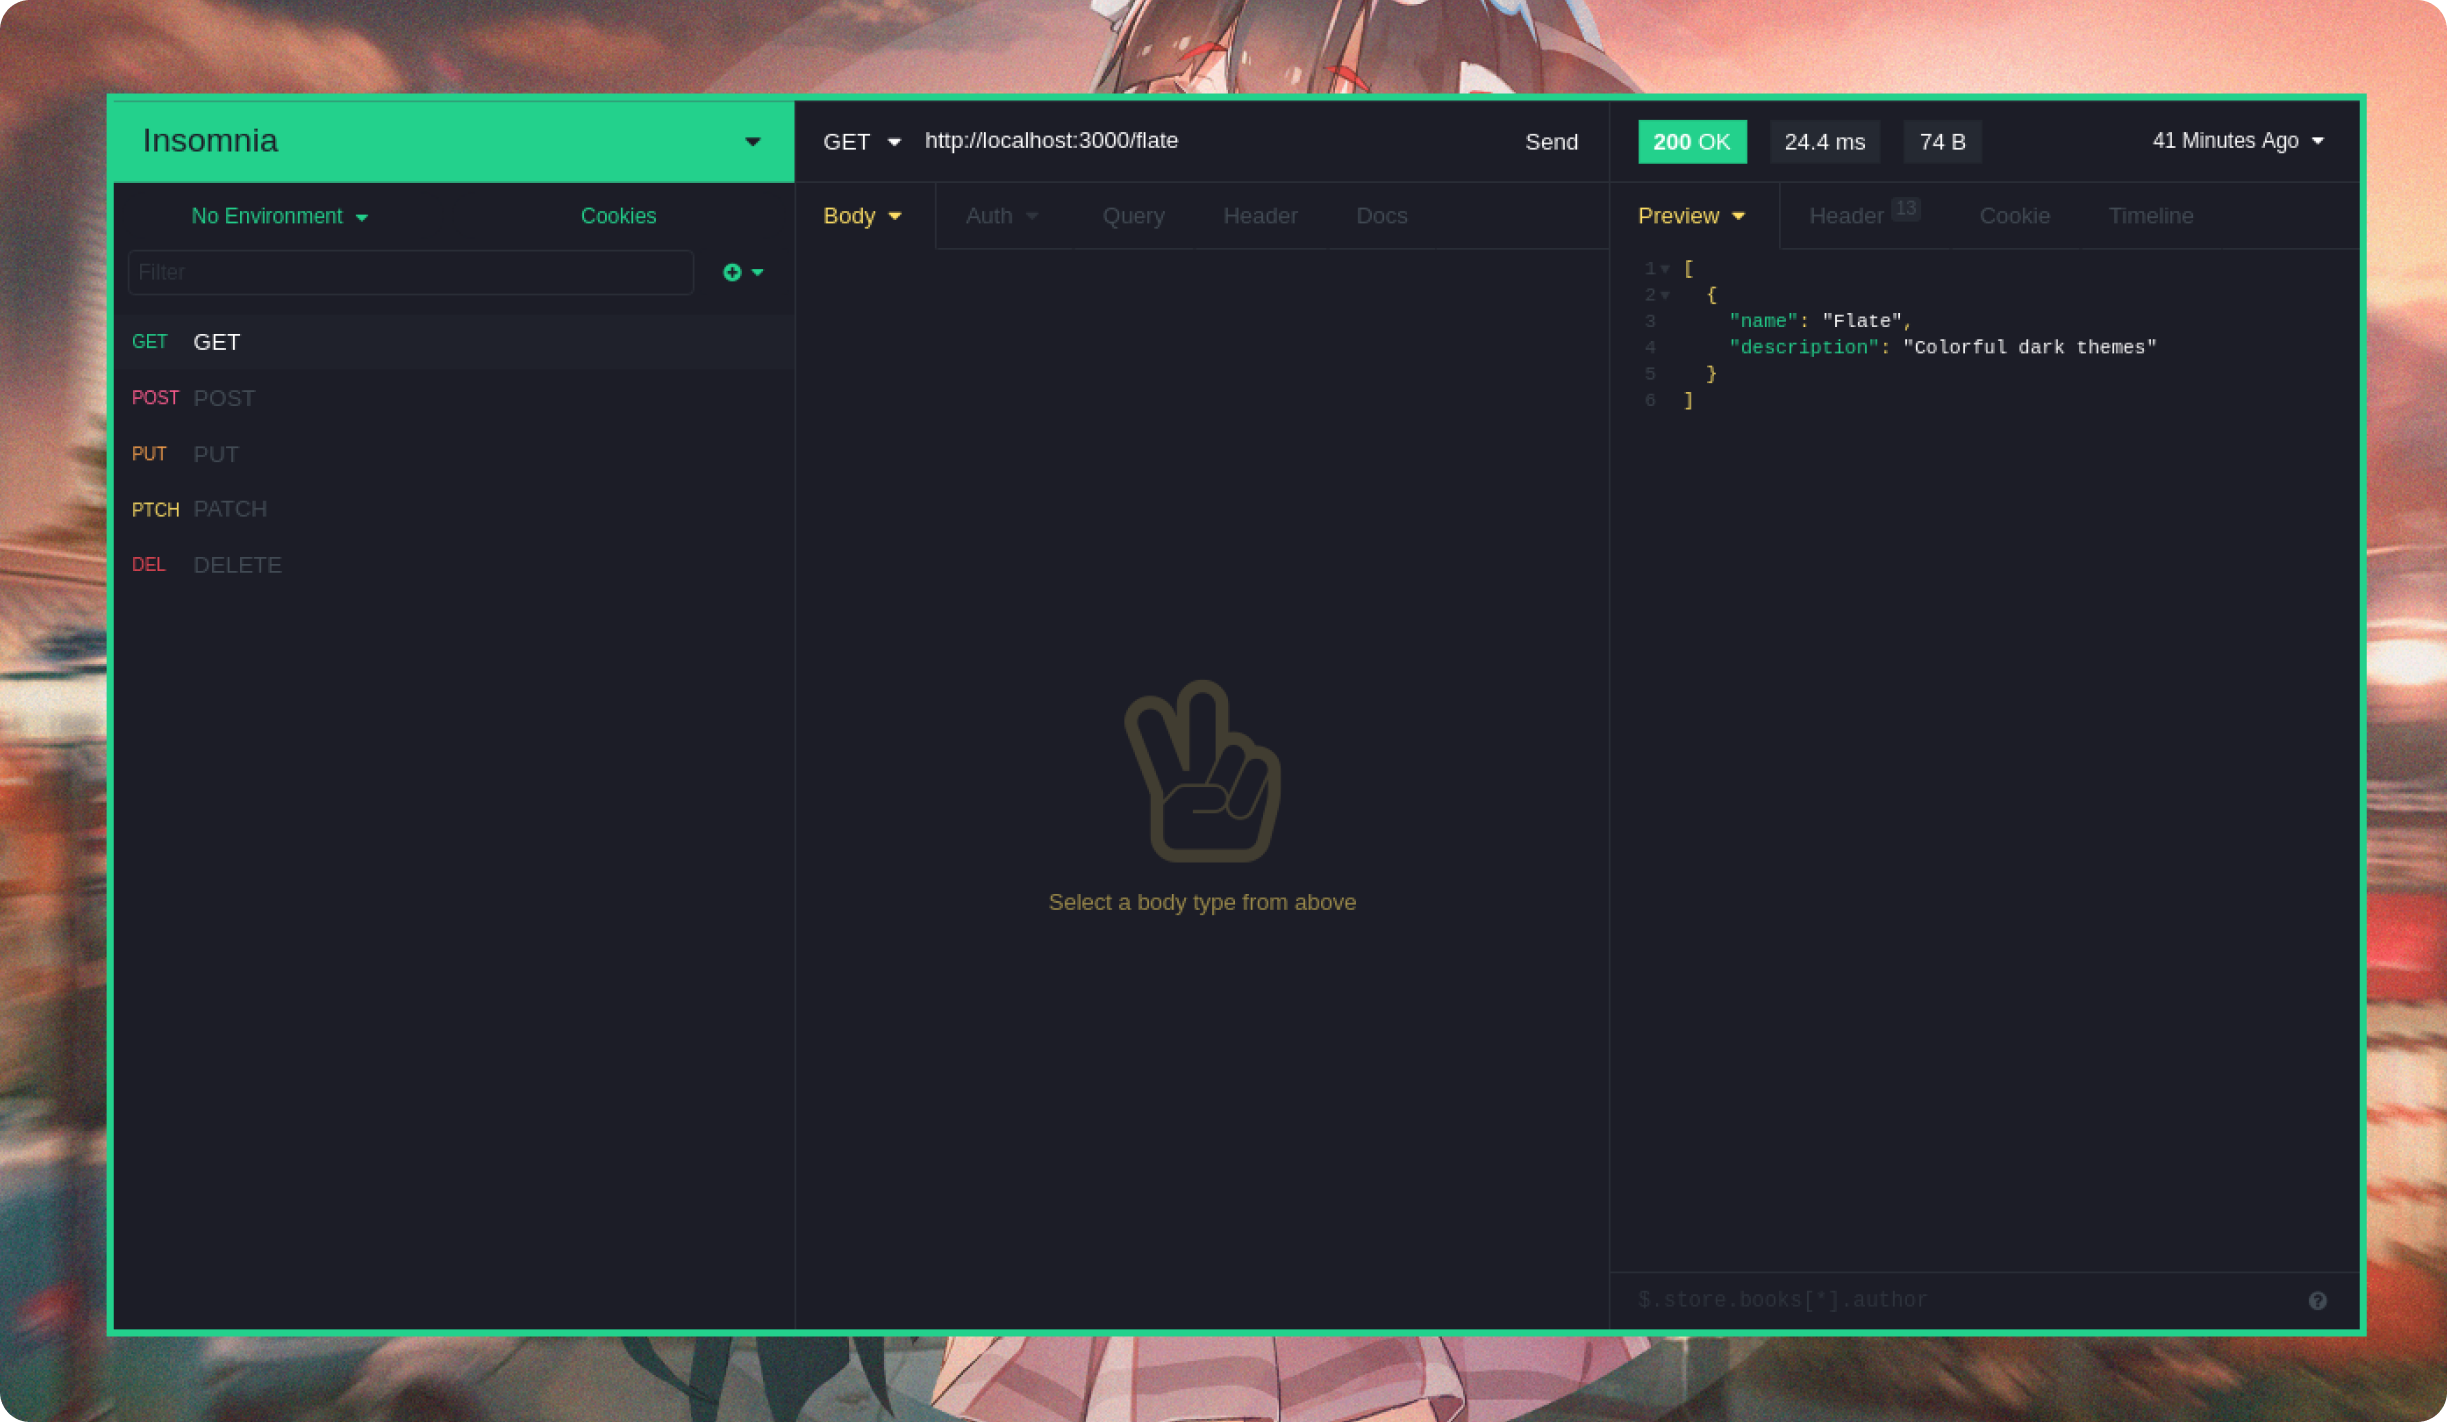 Insomnia
No Environment
Cookies
Filter
GET GET
POST POST
PUT PUT
PTCH PATCH
DEL DELETE
GET http://localhost:3000/flate Send
Body Auth Query Header Docs
Select a body type from above
200 OK 24.4 ms 74 B 41 Minutes Ago
Preview Header 13 Cookie Timeline
1 [
2 {
3 "name": "Flate",
4 "description": "Colorful dark themes"
5 }
6 ]
$.store.books[*].author